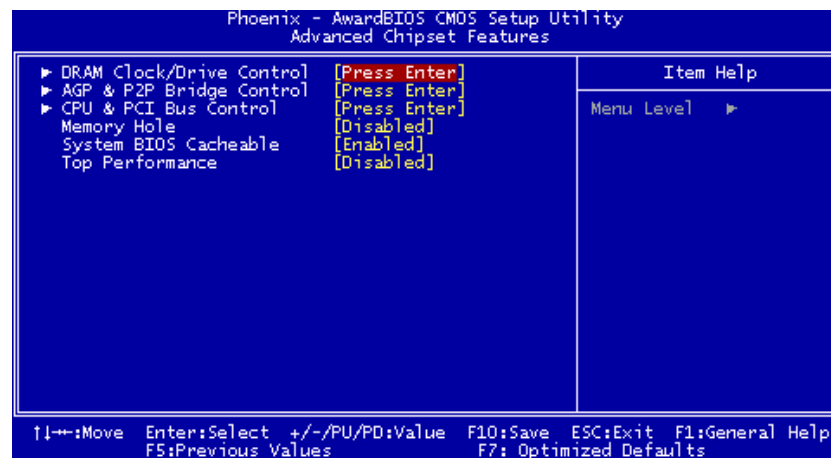 Phoenix - AwardBIOS CMOS Setup Utility
Advanced Chipset Features
► DRAM Clock/Drive Control [Press Enter]
► AGP & P2P Bridge Control [Press Enter]
► CPU & PCI Bus Control [Press Enter]
Memory Hole [Disabled]
System BIOS Cacheable [Enabled]
Top Performance [Disabled]
Item Help
Menu Level ►
↑↓→←:Move Enter:Select +/-/PU/PD:Value F10:Save ESC:Exit F1:General Help
F5:Previous Values F7: Optimized Defaults